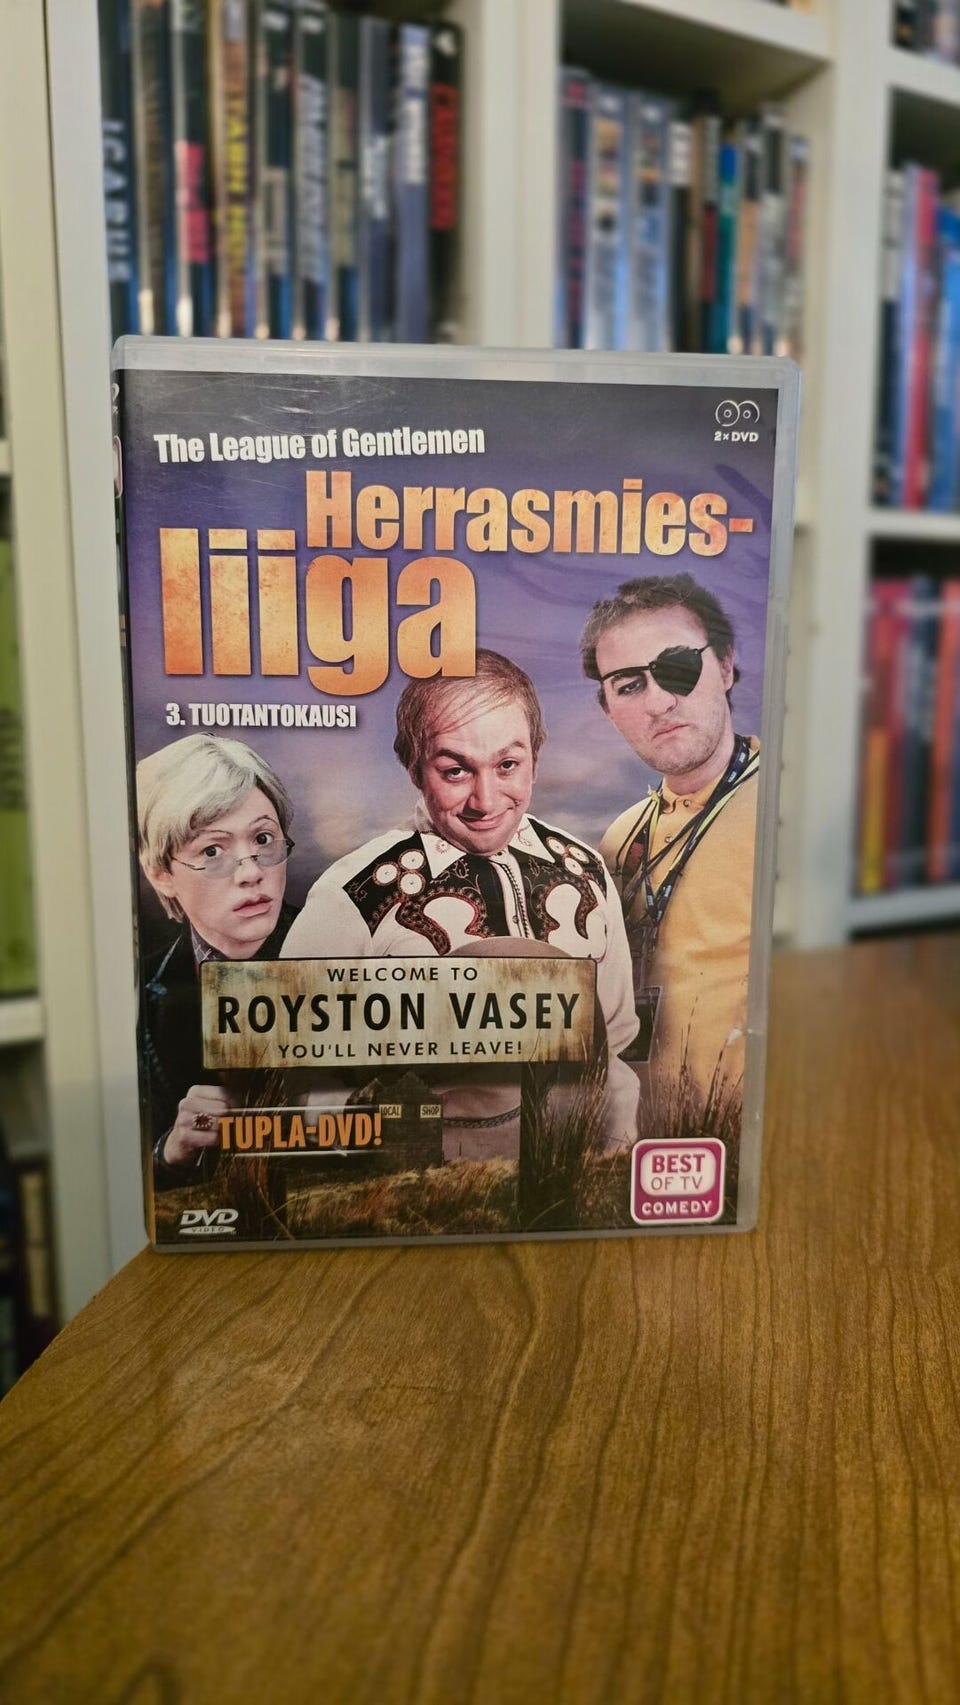 2×DVD
The League of Gentlemen
Herrasmies-
liiga
3. TUOTANTOKAUSI
WELCOME TO
ROYSTON VASEY
YOU'LL NEVER LEAVE!
LOCAL SHOP
TUPLA-DVD!
BEST
OF TV
COMEDY
DVD
VIDEO